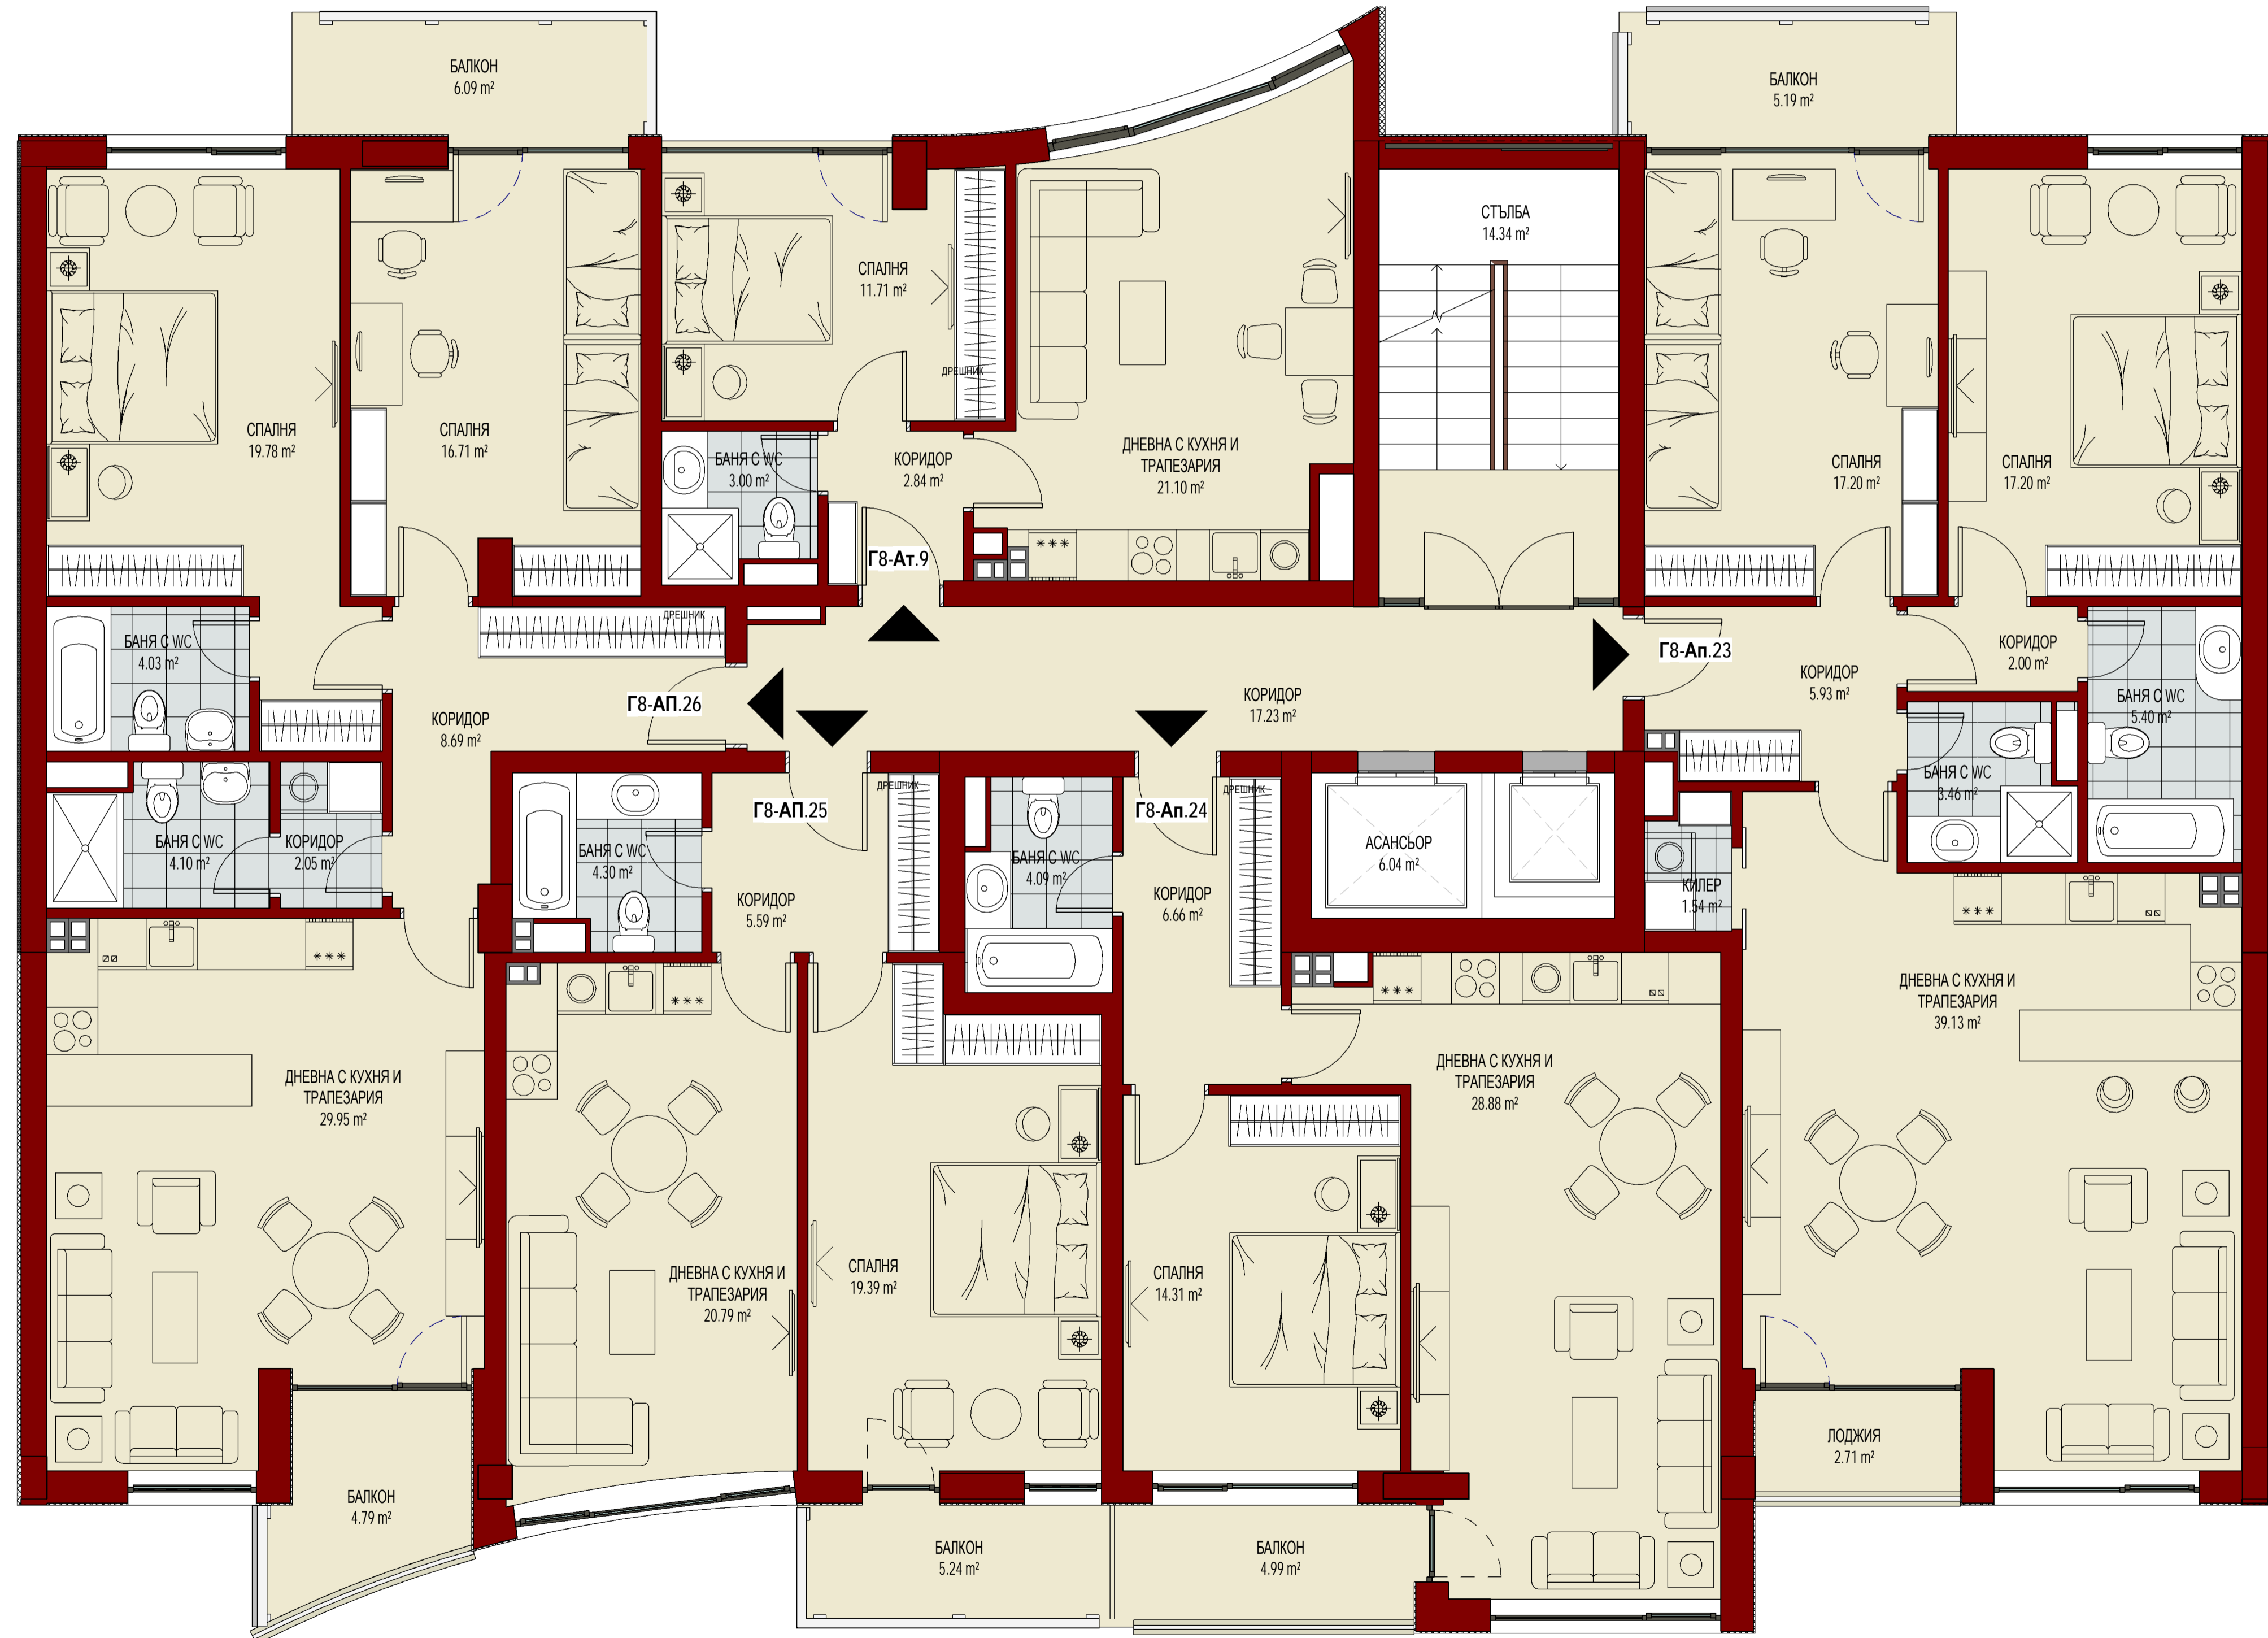 БАЛКОН
6.09 m²
БАЛКОН
5.19 m²
СТЪЛБА
14.34 m²
СПАЛНЯ
11.71 m²
ДРЕШНИК
СПАЛНЯ
19.78 m²
СПАЛНЯ
16.71 m²
БАНЯ С WC
3.00 m²
КОРИДОР
2.84 m²
ДНЕВНА С КУХНЯ И
ТРАПЕЗАРИЯ
21.10 m²
СПАЛНЯ
17.20 m²
СПАЛНЯ
17.20 m²
Г8-Ат.9
ДРЕШНИК
БАНЯ С WC
4.03 m²
Г8-Ап.23
КОРИДОР
2.00 m²
КОРИДОР
5.93 m²
Г8-АП.26
КОРИДОР
8.69 m²
КОРИДОР
17.23 m²
БАНЯ С WC
5.40 m²
БАНЯ С WC
3.46 m²
ДРЕШНИК
ДРЕШНИК
Г8-АП.25
Г8-Ап.24
БАНЯ С WC
4.10 m²
КОРИДОР
2.05 m²
БАНЯ С WC
4.30 m²
БАНЯ С WC
4.09 m²
АСАНСЬОР
6.04 m²
КОРИДОР
5.59 m²
КОРИДОР
6.66 m²
КИЛЕР
1.54 m²
ДНЕВНА С КУХНЯ И
ТРАПЕЗАРИЯ
39.13 m²
ДНЕВНА С КУХНЯ И
ТРАПЕЗАРИЯ
29.95 m²
ДНЕВНА С КУХНЯ И
ТРАПЕЗАРИЯ
28.88 m²
ДНЕВНА С КУХНЯ И
ТРАПЕЗАРИЯ
20.79 m²
СПАЛНЯ
19.39 m²
СПАЛНЯ
14.31 m²
ЛОДЖИЯ
2.71 m²
БАЛКОН
4.79 m²
БАЛКОН
5.24 m²
БАЛКОН
4.99 m²